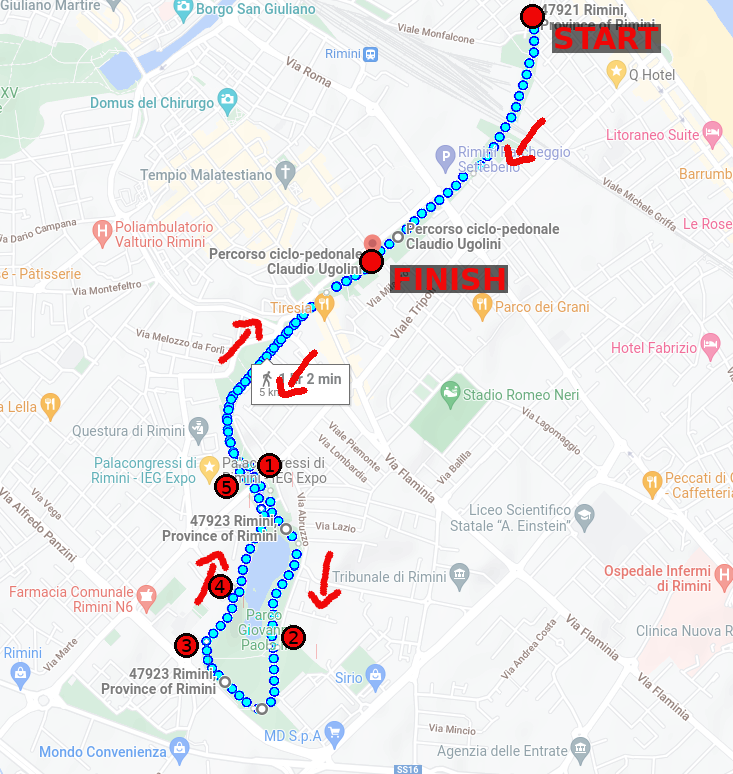 Giuliano Martire
Borgo San Giuliano
47921 Rimini,
Province of Rimini
START
Viale Monfalcone
Rimini
Via Roma
Q Hotel
XV
Domus del Chirurgo
Litoraneo Suite
Rimini Parcheggio
Settebello
Tempio Malatestiano
Barrumb
Viale Michele Griffi
Le Rose
Via Dario Campana
Poliambulatorio
Valturio Rimini
Percorso ciclo-pedonale
Claudio Ugolini
Percorso ciclo-pedonale
Claudio Ugolini
sé - Pâtisserie
Via Montefeltro
FINISH
Tiresia
Viale Tripoli
Parco dei Grani
Via Melozzo da Forlì
Hotel Fabrizio
2 min
5 km
Stadio Romeo Neri
a Lella
Questura di Rimini
Viale Piemonte
Via Lombardia
Via Lagomaggio
Via Balilla
Palacongressi di
Rimini - IEG Expo
Palacongressi di
Rimini - IEG Expo
1
5
Via Flaminia
Peccati di G
- Caffetteria
Via Vega
Via Alfredo Panzini
Via Abruzzo
47923 Rimini,
Province of Rimini
Via Lazio
Liceo Scientifico
Statale “A. Einstein”
Tribunale di Rimini
Ospedale Infermi
di Rimini
4
Farmacia Comunale
Rimini N6
Parco
Giovanni
Paolo II
2
3
Via Marte
Via Andrea Costa
Via Flaminia
Clinica Nuova R
Rimini
47923 Rimini,
Province of Rimini
Sirio
Via Flaminia
MD S.p.A
Via Mincio
Mondo Convenienza
Agenzia delle Entrate
SS16